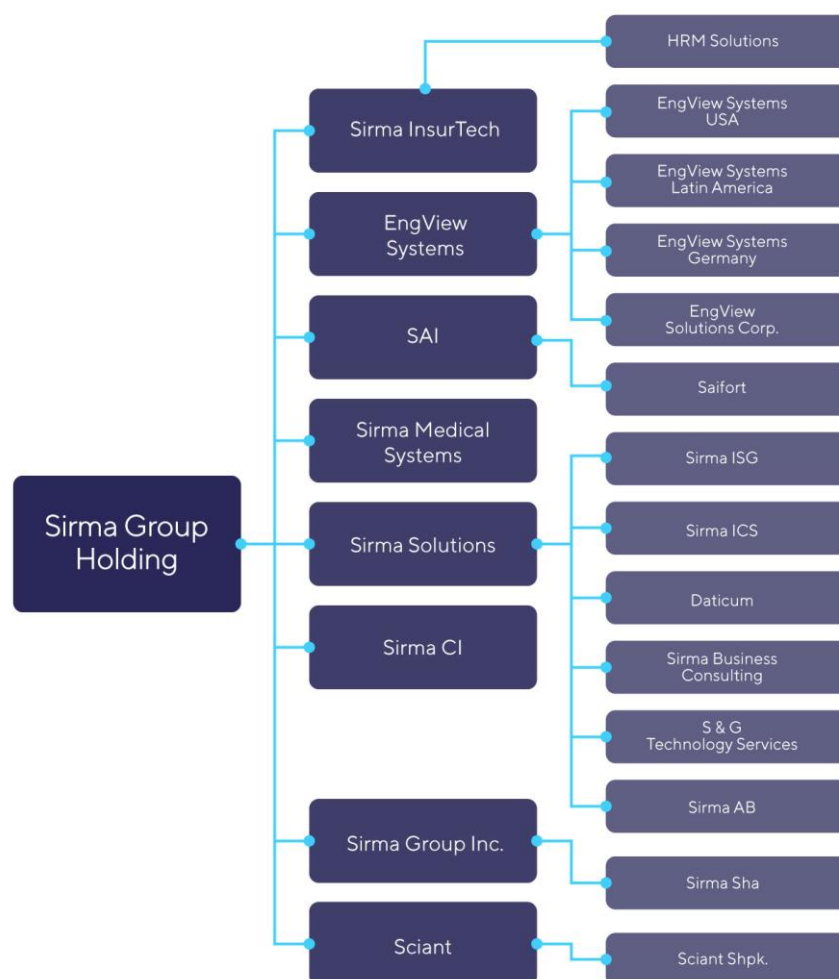 HRM Solutions
Sirma InsurTech
EngView Systems
USA
EngView Systems
Latin America
EngView
Systems
EngView Systems
Germany
EngView
Solutions Corp.
SAI
Saifort
Sirma Medical
Systems
Sirma ISG
Sirma Group
Holding
Sirma Solutions
Sirma ICS
Daticum
Sirma CI
Sirma Business
Consulting
S & G
Technology Services
Sirma AB
Sirma Group Inc.
Sirma Sha
Sciant
Sciant Shpk.